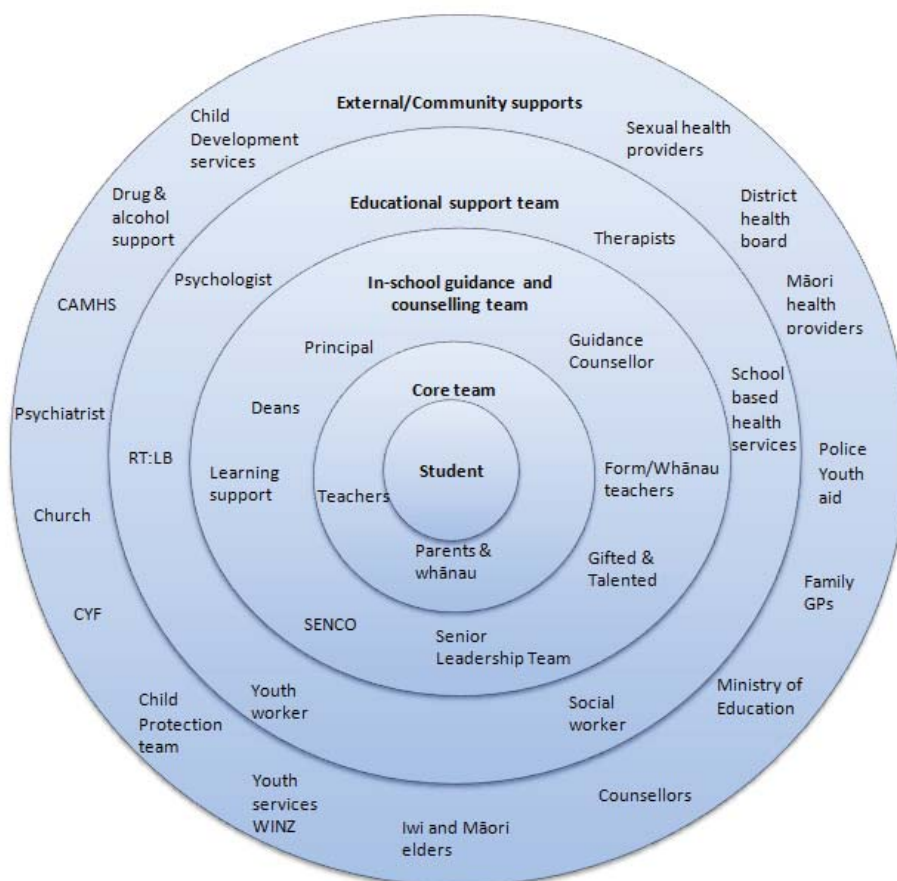 External/Community supports
Child
Development
services
Sexual health
providers
Drug &
alcohol
support
Educational support team
District
health
board
Therapists
Psychologist
In-school guidance and
counselling team
Māori
health
providers
CAMHS
Principal
Guidance
Counsellor
Core team
School
based
health
services
Deans
Psychiatrist
RT:LB
Learning
support
Student
Form/Whānau
teachers
Police
Youth
aid
Teachers
Church
Parents &
whānau
Gifted &
Talented
Family
GPs
CYF
SENCO
Senior
Leadership Team
Ministry of
Education
Child
Protection
team
Youth
worker
Social
worker
Youth
services
WINZ
Counsellors
Iwi and Māori
elders